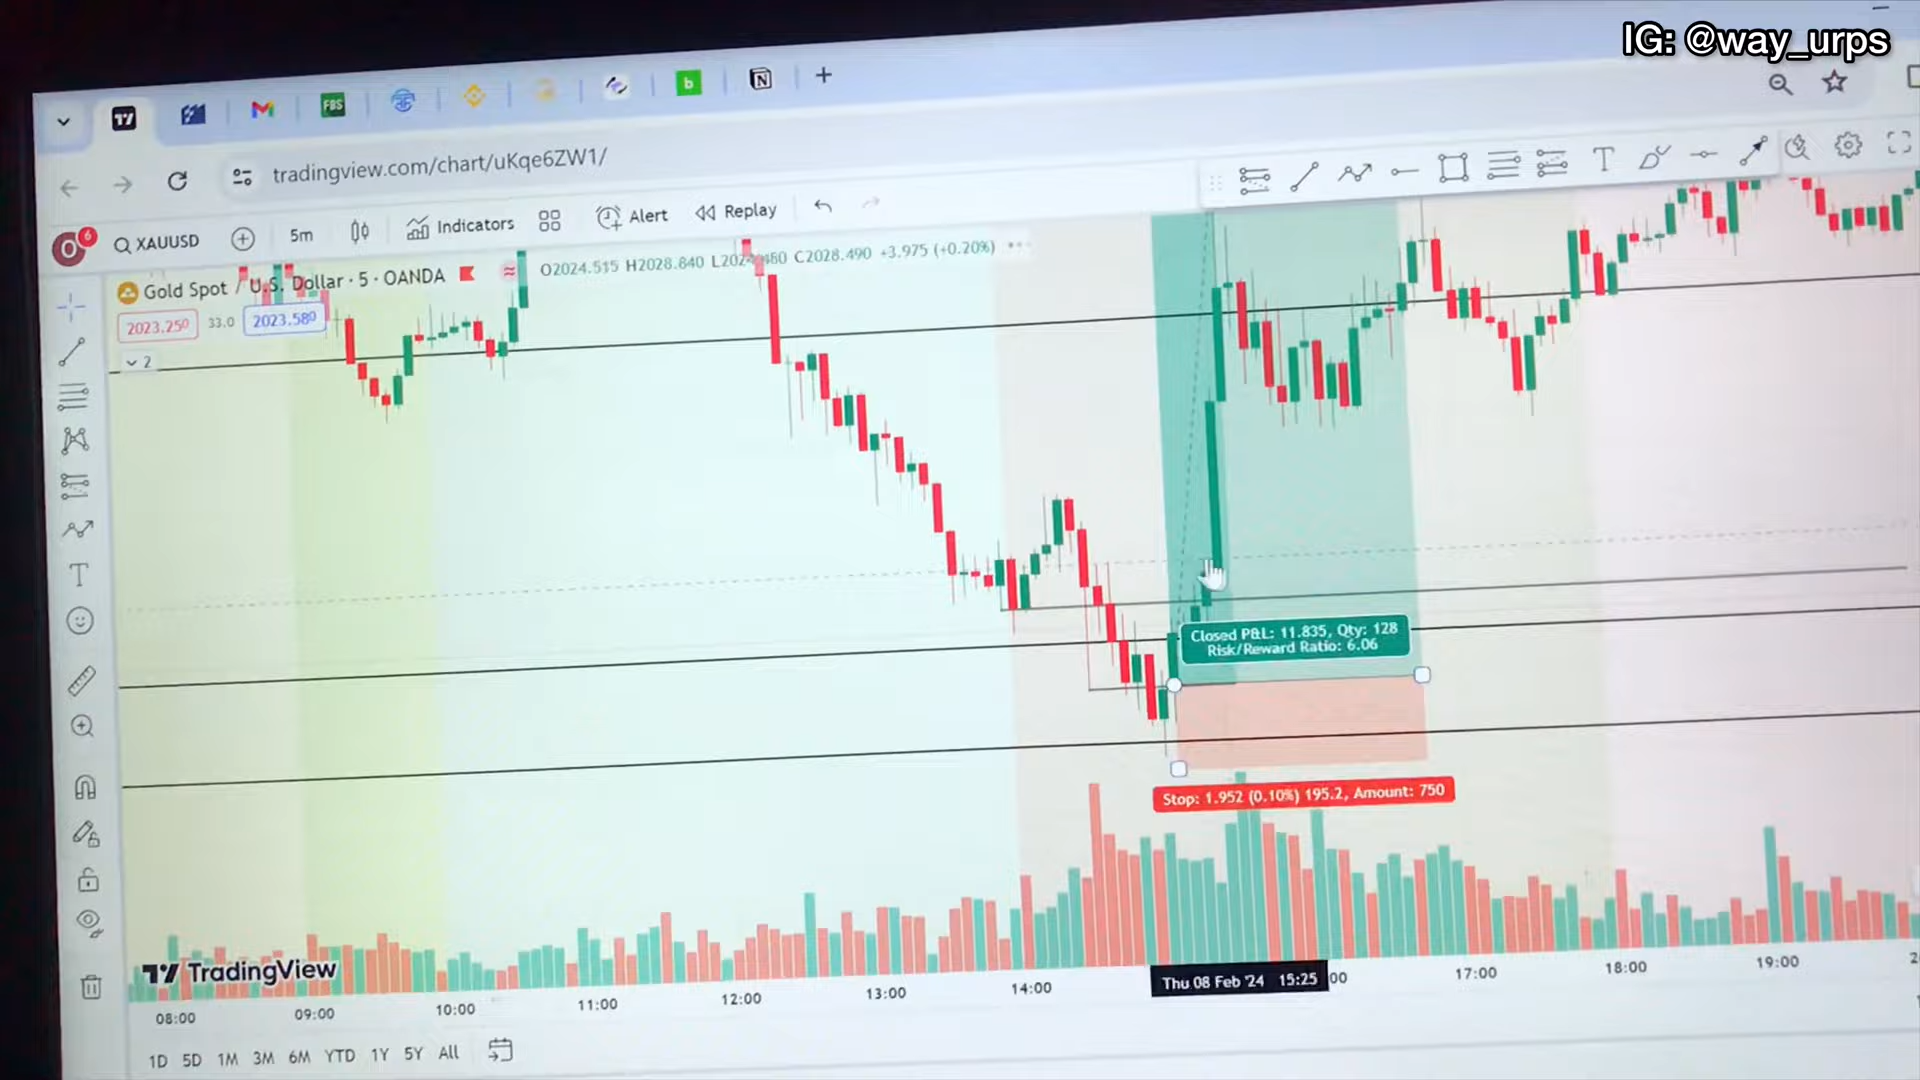 IG: @way_urps
FBS
b
N
tradingview.com/chart/uKqe6ZW1/
T
O
6
XAUUSD
5m
Indicators
Alert
Replay
Gold Spot / U.S. Dollar · 5 · OANDA
O2024.515 H2028.840 C2028.490 +3.975 (+0.20%)
2023.250
33.0
2023.580
2
T
Closed P&L: 11.835, Qty: 128
Risk/Reward Ratio: 6.06
Stop: 1.952 (0.10%) 195.2, Amount: 750
TradingView
08:00
09:00
10:00
11:00
12:00
13:00
14:00
Thu 08 Feb '24 15:25
:00
17:00
18:00
19:00
1D 5D 1M 3M 6M YTD 1Y 5Y All